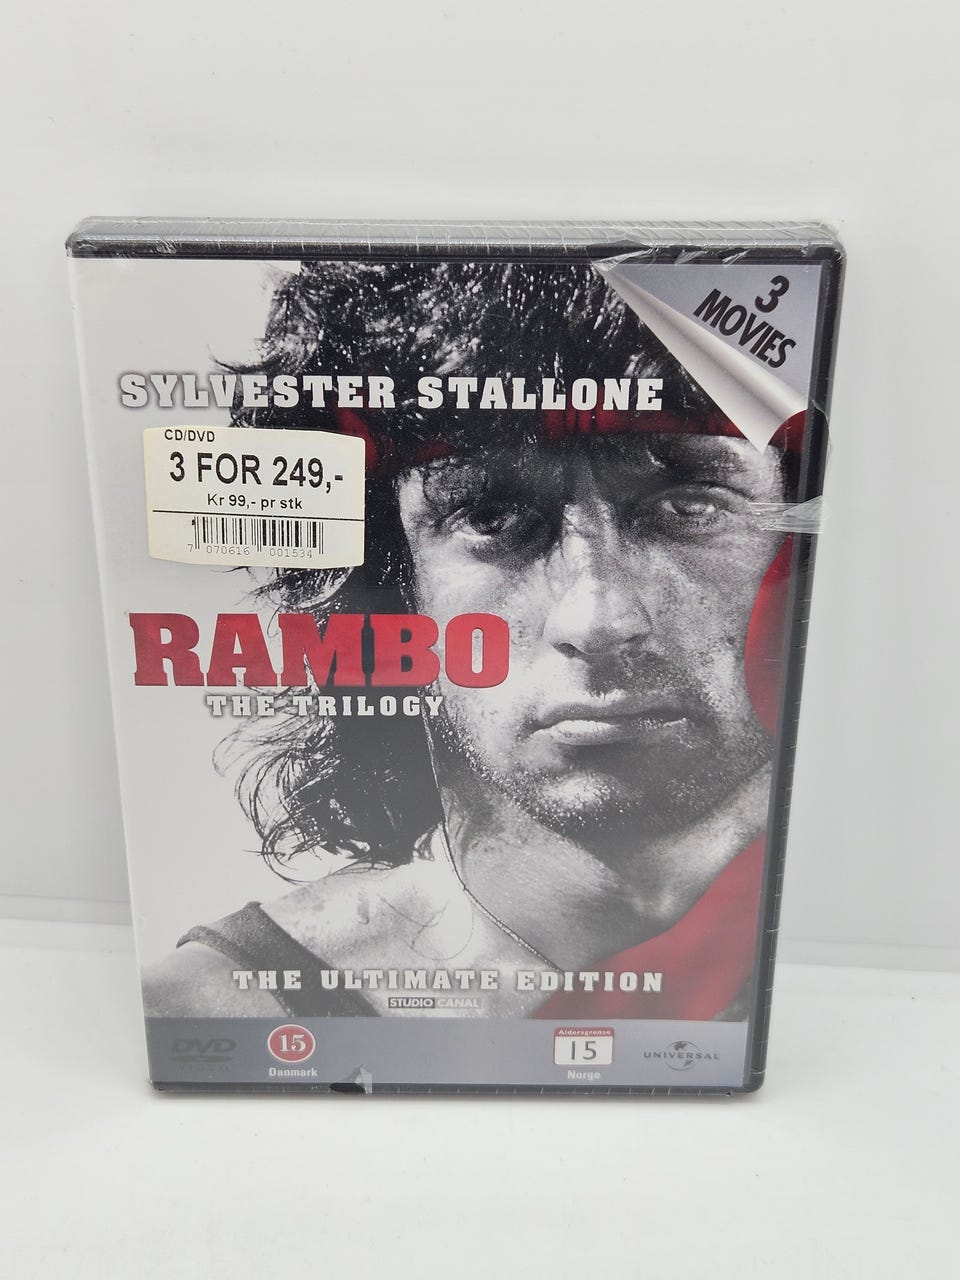 3
MOVIES
SYLVESTER STALLONE
CD/DVD
3 FOR 249,-
Kr 99,- pr stk
7 070616 001534
RAMBO
THE TRILOGY
THE ULTIMATE EDITION
STUDIO CANAL
DVD
VIDEO
15
Danmark
Aldersgrense
15
Norge
UNIVERSAL